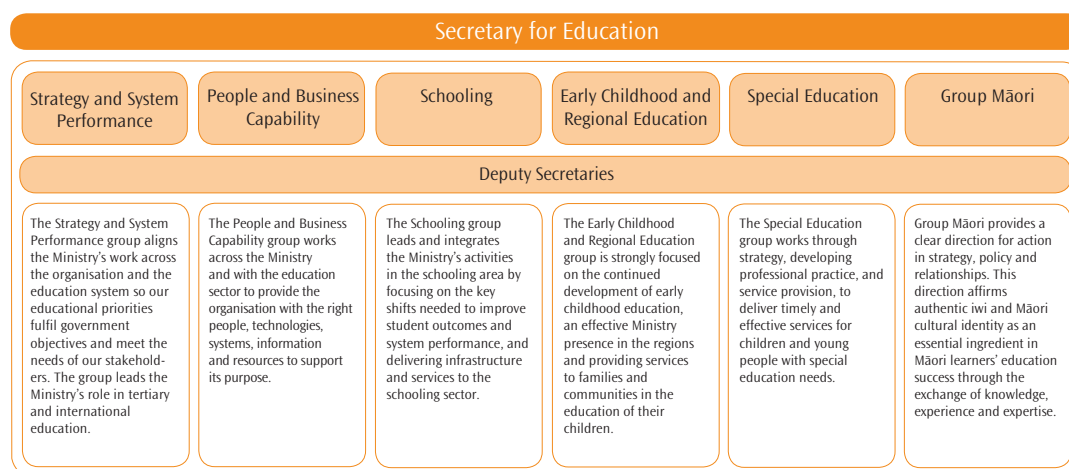 Secretary for Education
Strategy and System
Performance
People and Business
Capability
Schooling
Early Childhood and
Regional Education
Special Education
Group Māori
Deputy Secretaries
The Strategy and System
Performance group aligns
the Ministry's work across
the organisation and the
education system so our
educational priorities
fulfil government
objectives and meet the
needs of our stakehold-
ers. The group leads the
Ministry's role in tertiary
and international
education.
The People and Business
Capability group works
across the Ministry
and with the education
sector to provide the
organisation with the right
people, technologies,
systems, information
and resources to support
its purpose.
The Schooling group
leads and integrates
the Ministry's activities
in the schooling area by
focusing on the key
shifts needed to improve
student outcomes and
system performance, and
delivering infrastructure
and services to the
schooling sector.
The Early Childhood
and Regional Education
group is strongly focused
on the continued
development of early
childhood education,
an effective Ministry
presence in the regions
and providing services
to families and
communities in the
education of their
children.
The Special Education
group works through
strategy, developing
professional practice, and
service provision, to
deliver timely and
effective services for
children and young
people with special
education needs.
Group Māori provides a
clear direction for action
in strategy, policy and
relationships. This
direction affirms
authentic iwi and Māori
cultural identity as an
essential ingredient in
Māori learners' education
success through the
exchange of knowledge,
experience and expertise.